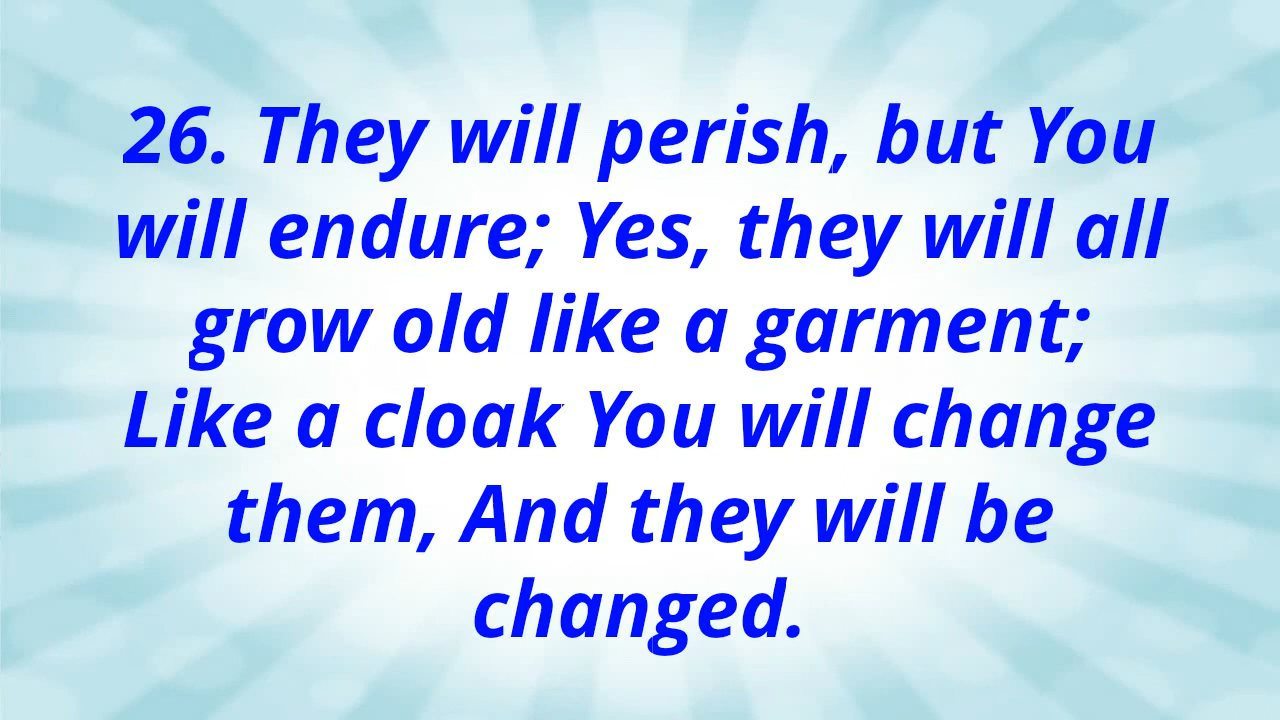 26. They will perish, but You
will endure; Yes, they will all
grow old like a garment;
Like a cloak You will change
them, And they will be
changed.